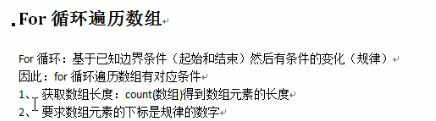 For 循环遍历数组
For 循环：基于已知边界条件（起始和结束）然后有条件的变化（规律）
因此：for 循环遍历数组有对应条件
1、 获取数组长度：count(数组)得到数组元素的长度
2、 要求数组元素的下标是规律的数字